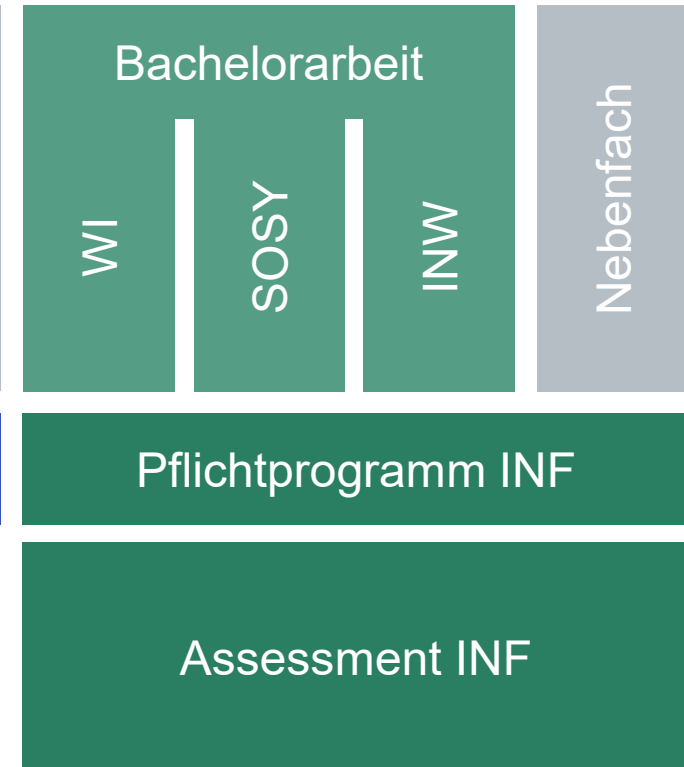 Bachelorarbeit
WI
SOSY
INW
Nebenfach
Pflichtprogramm INF
Assessment INF